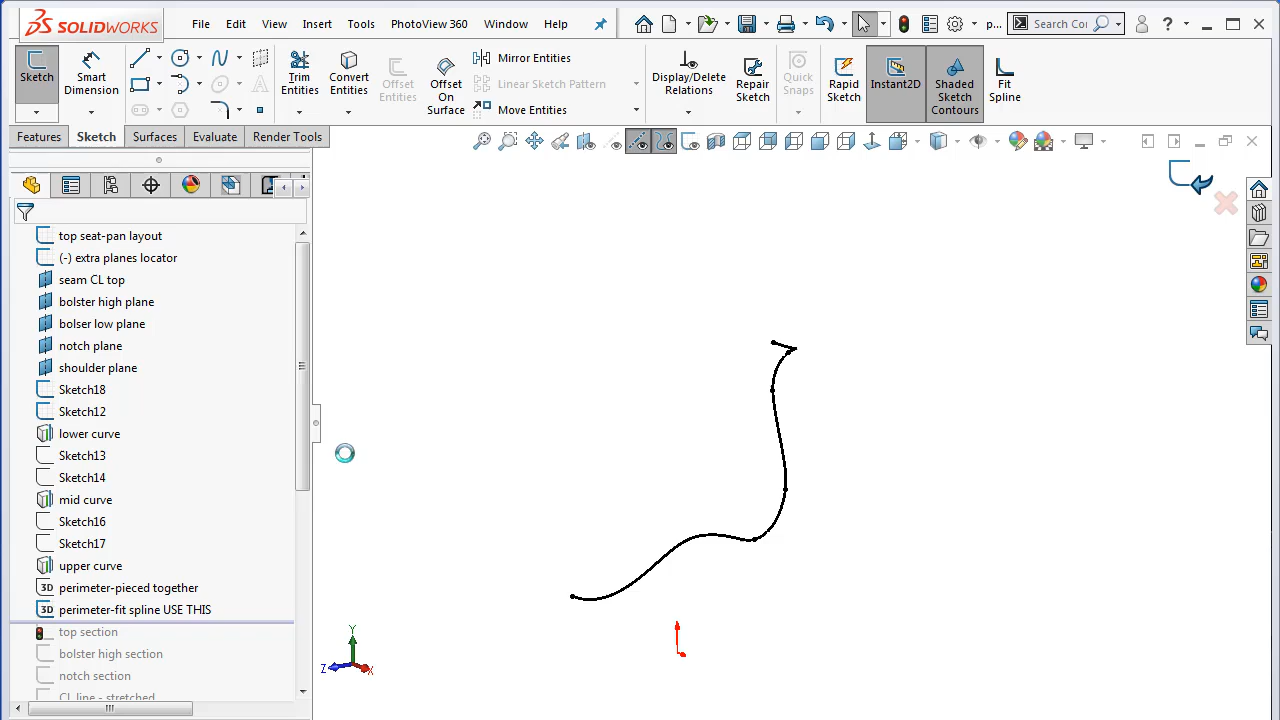 SOLIDWORKS File Edit View Insert Tools PhotoView 360 Window Help p... Search Co
Sketch Smart Dimension Trim Entities Convert Entities Offset Entities Offset On Surface Mirror Entities Linear Sketch Pattern Move Entities Display/Delete Relations Repair Sketch Quick Snaps Rapid Sketch Instant2D Shaded Sketch Contours Fit Spline
Features Sketch Surfaces Evaluate Render Tools
top seat-pan layout
(-) extra planes locator
seam CL top
bolster high plane
bolser low plane
notch plane
shoulder plane
Sketch18
Sketch12
lower curve
Sketch13
Sketch14
mid curve
Sketch16
Sketch17
upper curve
3D perimeter-pieced together
3D perimeter-fit spline USE THIS
top section
bolster high section
notch section
CL line - stretched
Y
Z X